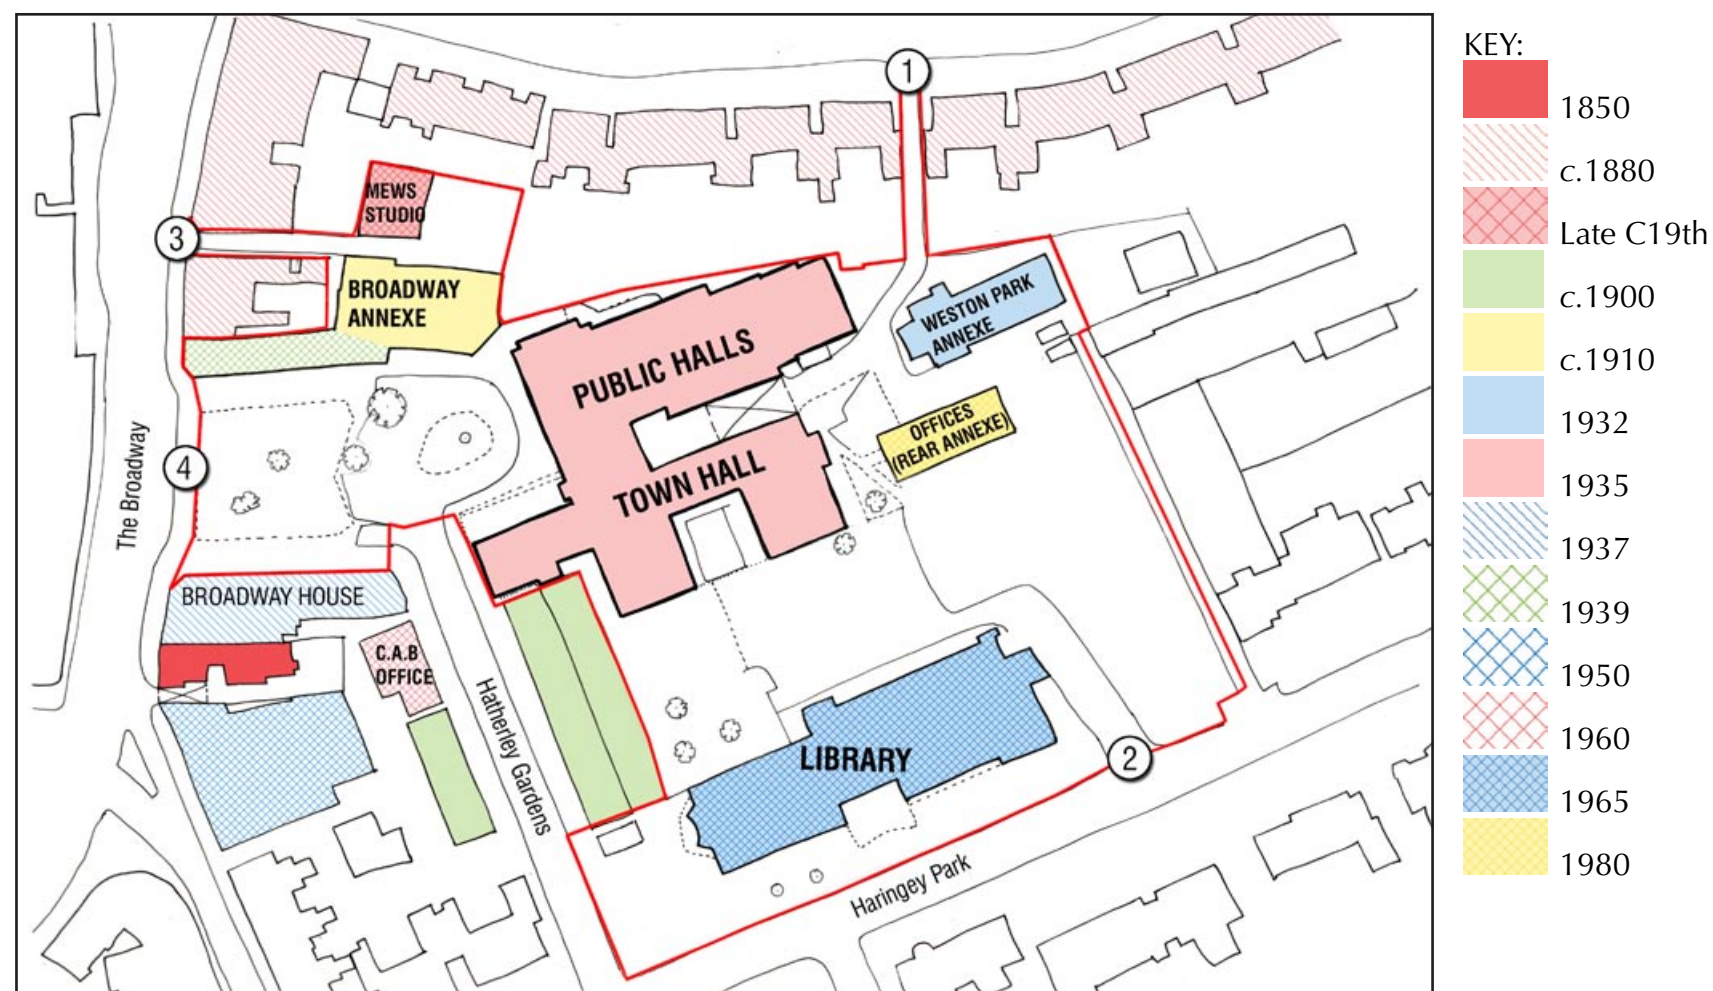 1
3
MEWS
STUDIO
BROADWAY
ANNEXE
PUBLIC HALLS
WESTON PARK
ANNEXE
OFFICES
(REAR ANNEXE)
The Broadway
4
TOWN HALL
BROADWAY HOUSE
C.A.B
OFFICE
Hatherley Gardens
LIBRARY
2
Haringey Park
KEY:
1850
c.1880
Late C19th
c.1900
c.1910
1932
1935
1937
1939
1950
1960
1965
1980